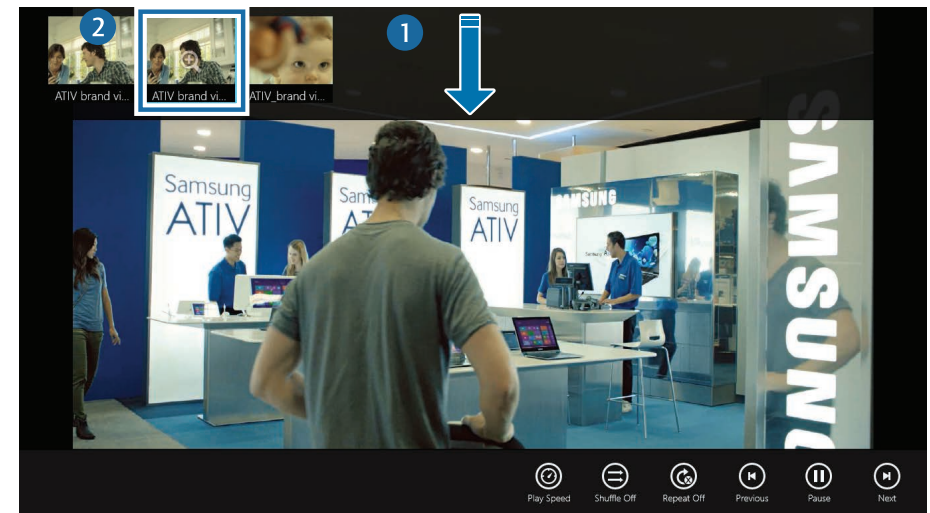 2
1
ATIV brand vi...
ATIV brand vi...
ATIV_brand vi...
Samsung
ATIV
Sam
AT
Samsung
ATIV
SAMSUNG
SAMSUNG
Play Speed
Shuffle Off
Repeat Off
Previous
Pause
Next